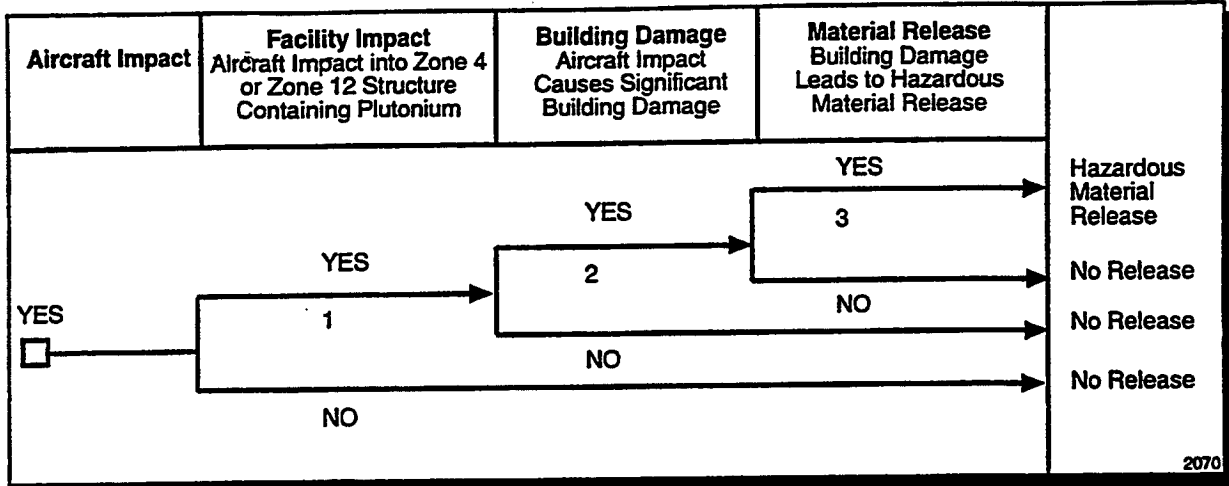 Aircraft Impact
Facility Impact
Aircraft Impact into Zone 4
or Zone 12 Structure
Containing Plutonium
Building Damage
Aircraft Impact
Causes Significant
Building Damage
Material Release
Building Damage
Leads to Hazardous
Material Release
YES
YES
YES
YES
1
2
3
NO
NO
NO
Hazardous
Material
Release
No Release
No Release
No Release
2070